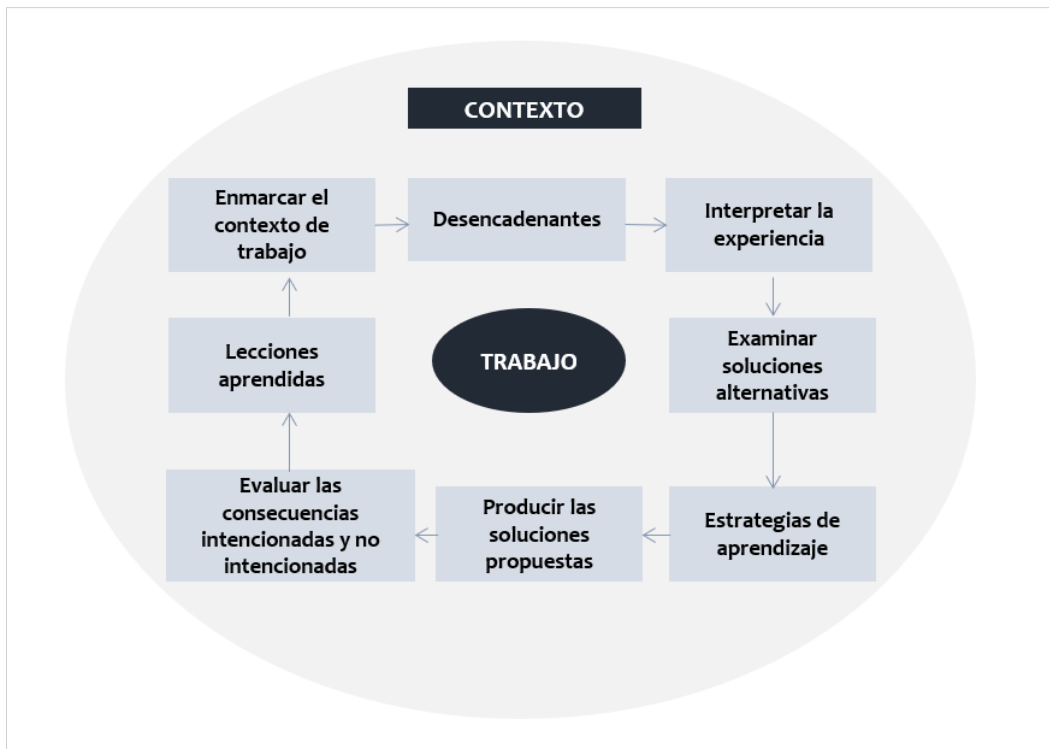 CONTEXTO
Enmarcar el
contexto de
trabajo
Desencadenantes
Interpretar la
experiencia
Lecciones
aprendidas
TRABAJO
Examinar
soluciones
alternativas
Evaluar las
consecuencias
intencionadas y no
intencionadas
Producir las
soluciones
propuestas
Estrategias de
aprendizaje